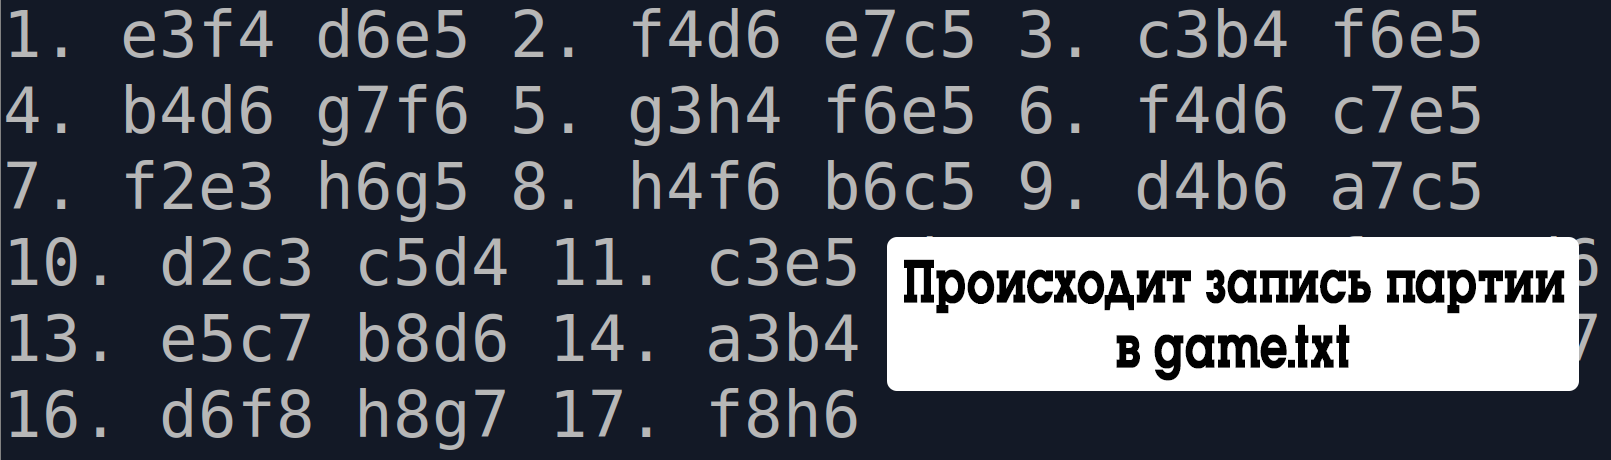 1. e3f4 d6e5 2. f4d6 e7c5 3. c3b4 f6e5
4. b4d6 g7f6 5. g3h4 f6e5 6. f4d6 c7e5
7. f2e3 h6g5 8. h4f6 b6c5 9. d4b6 a7c5
10. d2c3 c5d4 11. c3e5
13. e5c7 b8d6 14. a3b4
16. d6f8 h8g7 17. f8h6
Происходит запись партии
в game.txt